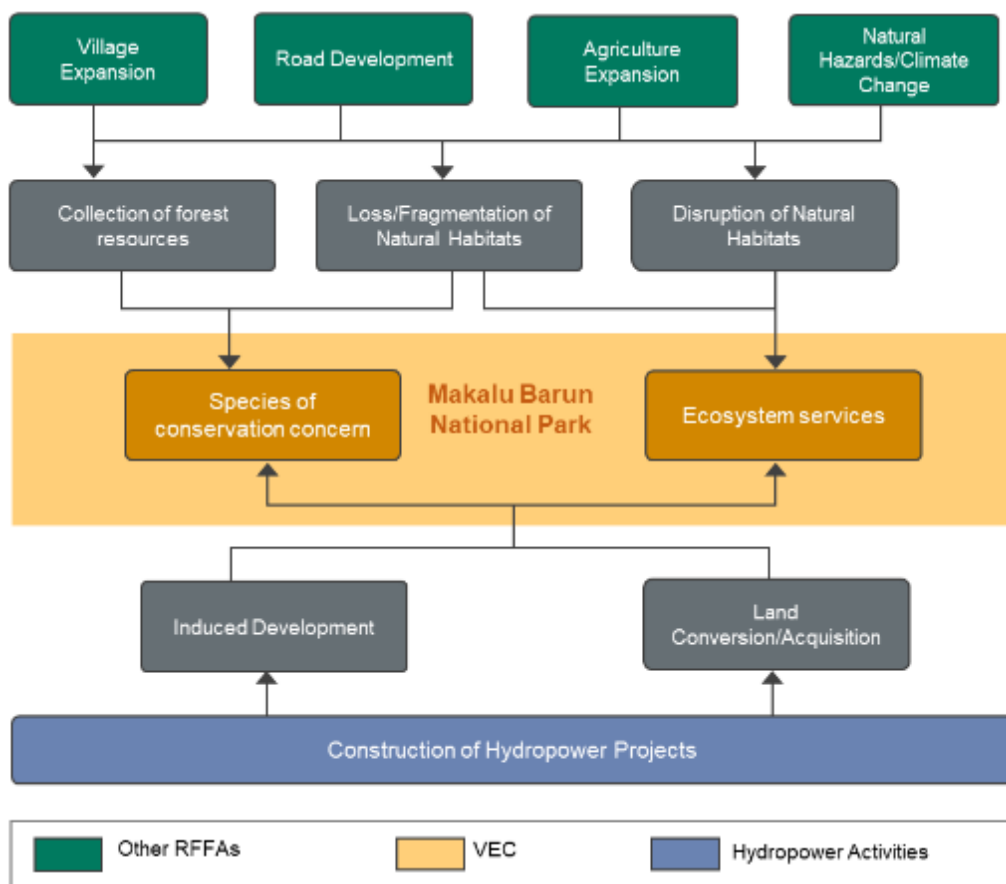 Village
Expansion
Road Development
Agriculture
Expansion
Natural
Hazards/Climate
Change
Collection of forest
resources
Loss/Fragmentation of
Natural Habitats
Disruption of Natural
Habitats
Species of
conservation concern
Makalu Barun
National Park
Ecosystem services
Induced Development
Land
Conversion/Acquisition
Construction of Hydropower Projects
Other RFFAs
VEC
Hydropower Activities